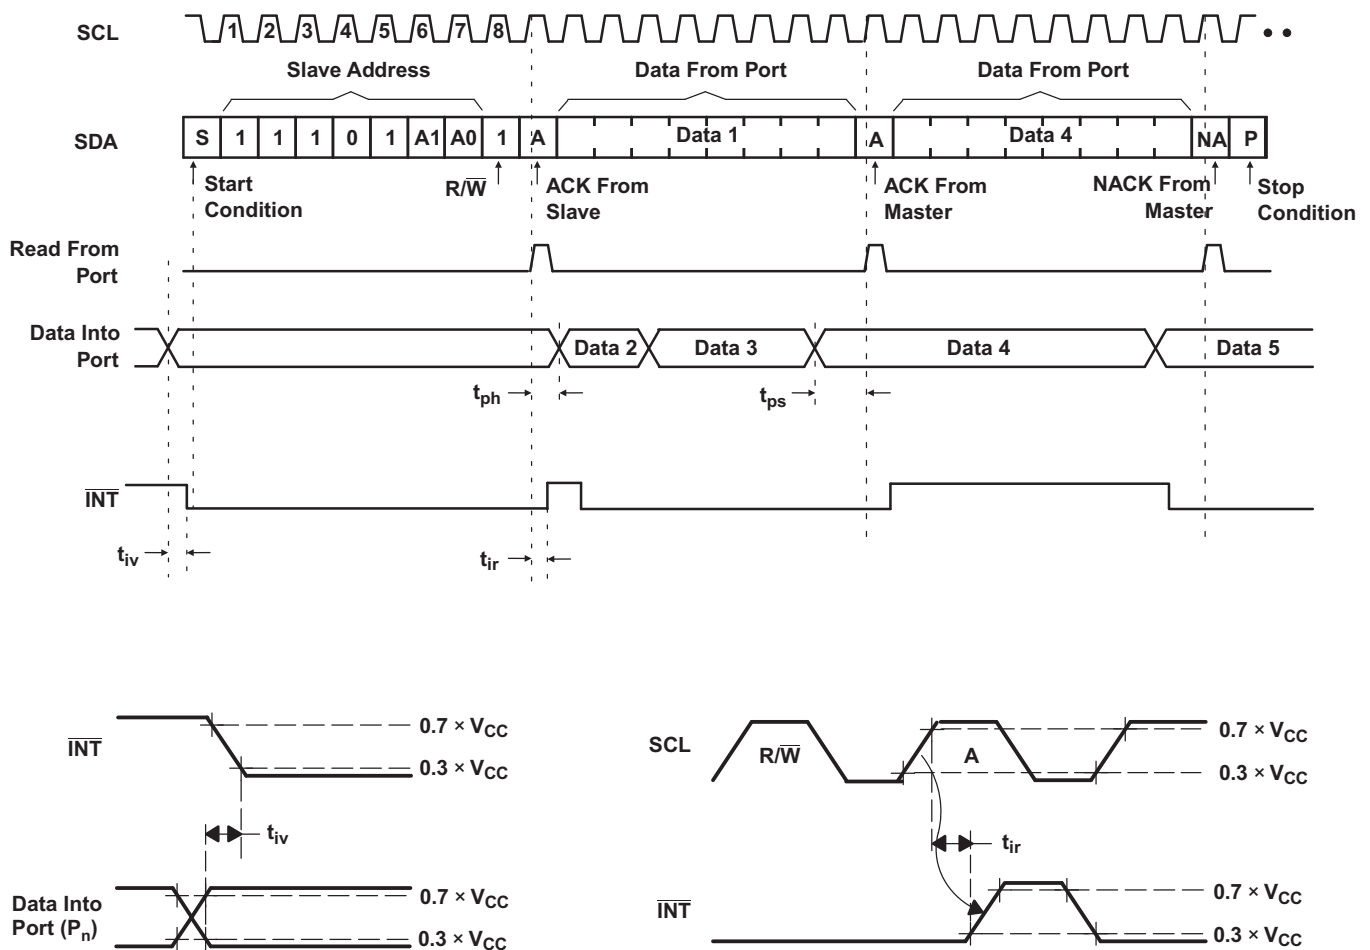 SCL 1 2 3 4 5 6 7 8
Slave Address Data From Port Data From Port
SDA S 1 1 1 0 1 A1 A0 1 A Data 1 A Data 4 NA P
Start Condition
R/W̅
ACK From Slave
ACK From Master
NACK From Master
Stop Condition
Read From Port
Data Into Port
Data 2 Data 3 Data 4 Data 5
tph tps
I̅N̅T̅
tiv tir
I̅N̅T̅
0.7 × VCC
0.3 × VCC
tiv
Data Into Port (Pn)
0.7 × VCC
0.3 × VCC
SCL R/W̅ A
0.7 × VCC
0.3 × VCC
tir
I̅N̅T̅
0.7 × VCC
0.3 × VCC